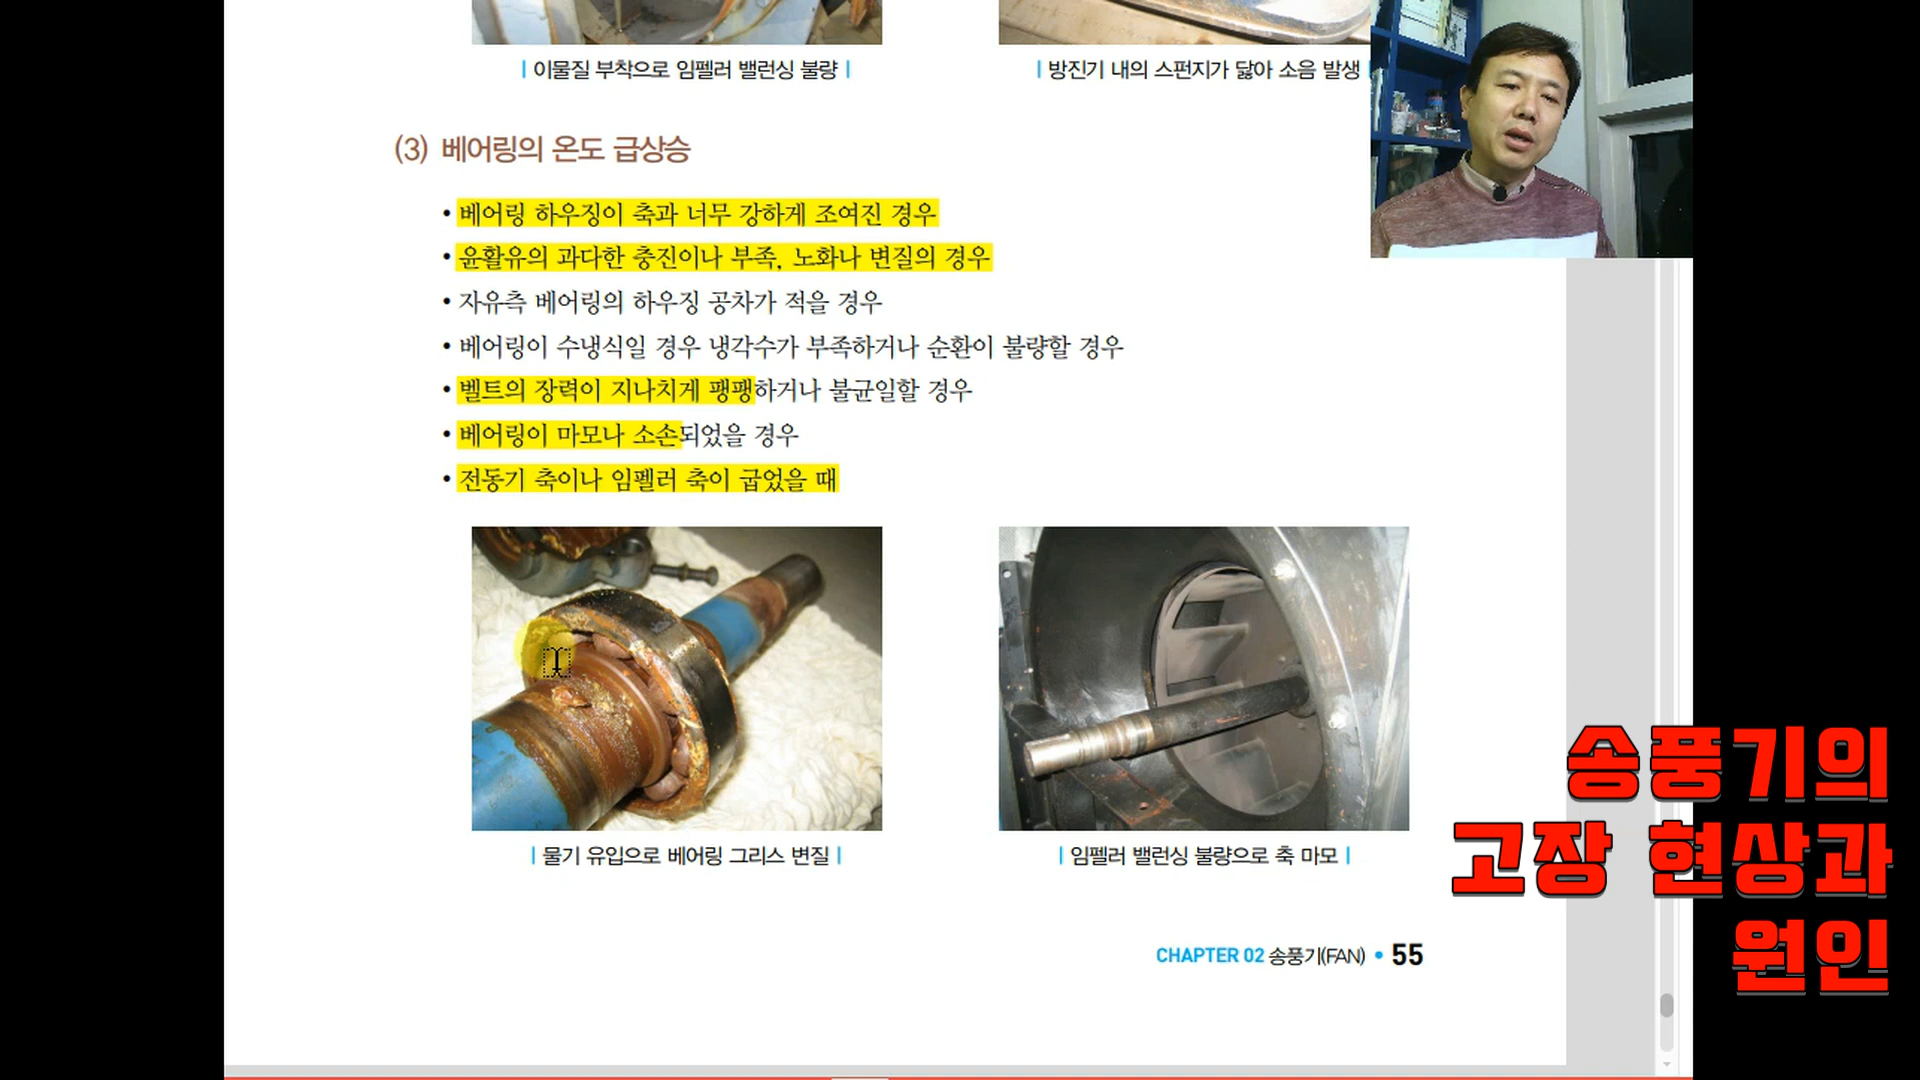 | 이물질 부착으로 임펠러 밸런싱 불량 |
| 방진기 내의 스펀지가 닳아 소음 발생 |
(3) 베어링의 온도 급상승
• 베어링 하우징이 축과 너무 강하게 조여진 경우
• 윤활유의 과다한 충진이나 부족, 노화나 변질의 경우
• 자유측 베어링의 하우징 공차가 적을 경우
• 베어링이 수냉식일 경우 냉각수가 부족하거나 순환이 불량할 경우
• 벨트의 장력이 지나치게 팽팽하거나 불균일할 경우
• 베어링이 마모나 소손되었을 경우
• 전동기 축이나 임펠러 축이 굽었을 때
| 물기 유입으로 베어링 그리스 변질 |
| 임펠러 밸런싱 불량으로 축 마모 |
CHAPTER 02 송풍기(FAN) • 55
송풍기의
고장 현상과
원인